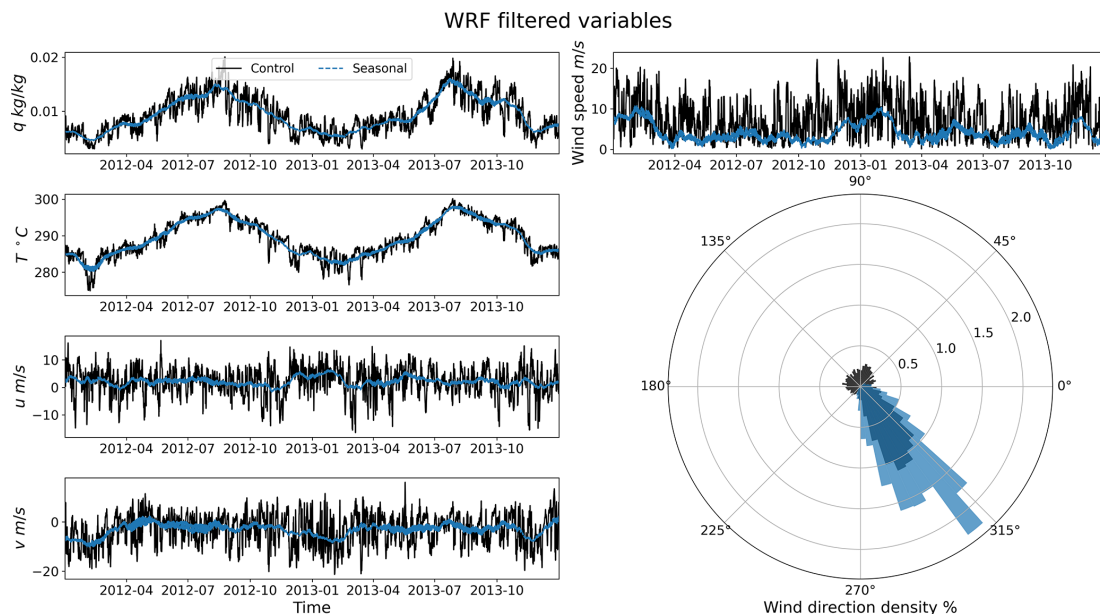 WRF filtered variables
q kg/kg
0.02
0.01
Control
Seasonal
2012-04 2012-07 2012-10 2013-01 2013-04 2013-07 2013-10
Wind speed m/s
20
10
0
2012-04 2012-07 2012-10 2013-01 2013-04 2013-07 2013-10
T °C
300
290
280
2012-04 2012-07 2012-10 2013-01 2013-04 2013-07 2013-10
u m/s
10
0
−10
2012-04 2012-07 2012-10 2013-01 2013-04 2013-07 2013-10
v m/s
0
−20
2012-04 2012-07 2012-10 2013-01 2013-04 2013-07 2013-10
Time
90°
135°
45°
2.0
1.5
1.0
0.5
180°
0°
225°
315°
270°
Wind direction density %